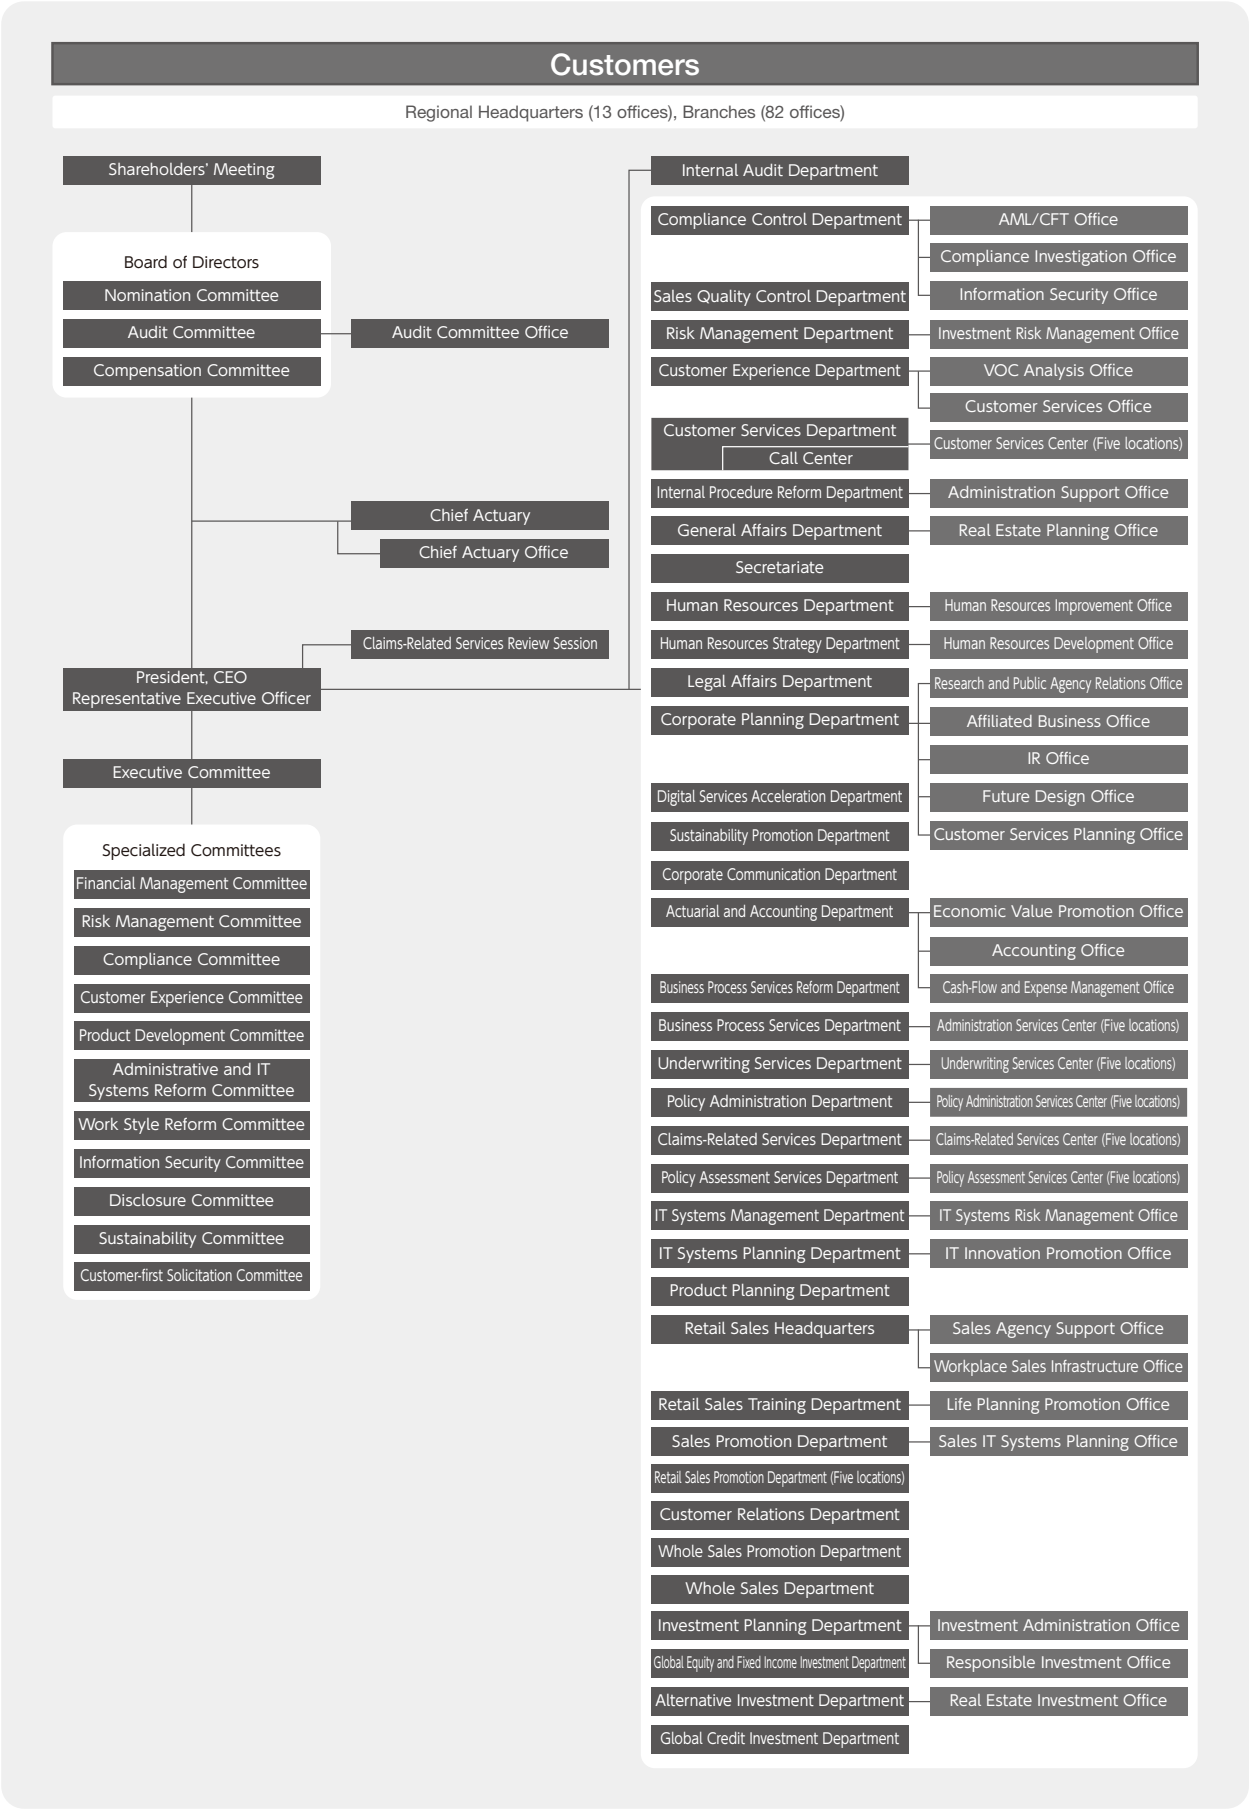 Customers
Regional Headquarters (13 offices), Branches (82 offices)
Shareholders’ Meeting
Board of Directors
Nomination Committee
Audit Committee
Audit Committee Office
Compensation Committee
Chief Actuary
Chief Actuary Office
Claims-Related Services Review Session
President, CEO
Representative Executive Officer
Executive Committee
Specialized Committees
Financial Management Committee
Risk Management Committee
Compliance Committee
Customer Experience Committee
Product Development Committee
Administrative and IT
Systems Reform Committee
Work Style Reform Committee
Information Security Committee
Disclosure Committee
Sustainability Committee
Customer-first Solicitation Committee
Internal Audit Department
Compliance Control Department
AML/CFT Office
Compliance Investigation Office
Information Security Office
Sales Quality Control Department
Risk Management Department
Investment Risk Management Office
Customer Experience Department
VOC Analysis Office
Customer Services Office
Customer Services Department
Call Center
Customer Services Center (Five locations)
Internal Procedure Reform Department
Administration Support Office
General Affairs Department
Real Estate Planning Office
Secretariate
Human Resources Department
Human Resources Improvement Office
Human Resources Strategy Department
Human Resources Development Office
Legal Affairs Department
Corporate Planning Department
Research and Public Agency Relations Office
Affiliated Business Office
IR Office
Future Design Office
Customer Services Planning Office
Digital Services Acceleration Department
Sustainability Promotion Department
Corporate Communication Department
Actuarial and Accounting Department
Economic Value Promotion Office
Accounting Office
Cash-Flow and Expense Management Office
Business Process Services Reform Department
Business Process Services Department
Administration Services Center (Five locations)
Underwriting Services Department
Underwriting Services Center (Five locations)
Policy Administration Department
Policy Administration Services Center (Five locations)
Claims-Related Services Department
Claims-Related Services Center (Five locations)
Policy Assessment Services Department
Policy Assessment Services Center (Five locations)
IT Systems Management Department
IT Systems Risk Management Office
IT Systems Planning Department
IT Innovation Promotion Office
Product Planning Department
Retail Sales Headquarters
Sales Agency Support Office
Workplace Sales Infrastructure Office
Retail Sales Training Department
Life Planning Promotion Office
Sales Promotion Department
Sales IT Systems Planning Office
Retail Sales Promotion Department (Five locations)
Customer Relations Department
Whole Sales Promotion Department
Whole Sales Department
Investment Planning Department
Investment Administration Office
Responsible Investment Office
Global Equity and Fixed Income Investment Department
Alternative Investment Department
Real Estate Investment Office
Global Credit Investment Department